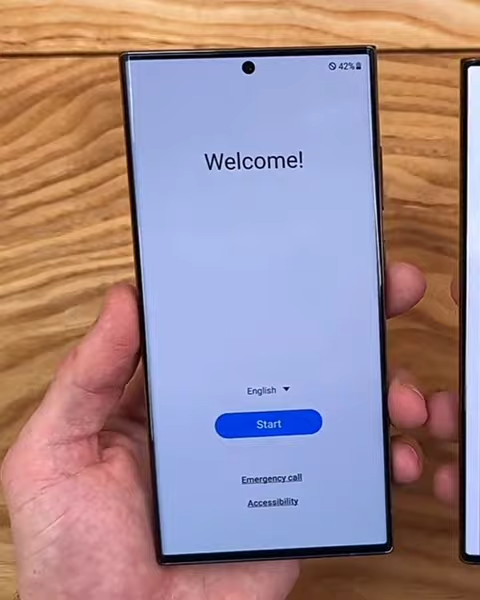 42%
Welcome!
English
Start
Emergency call
Accessibility